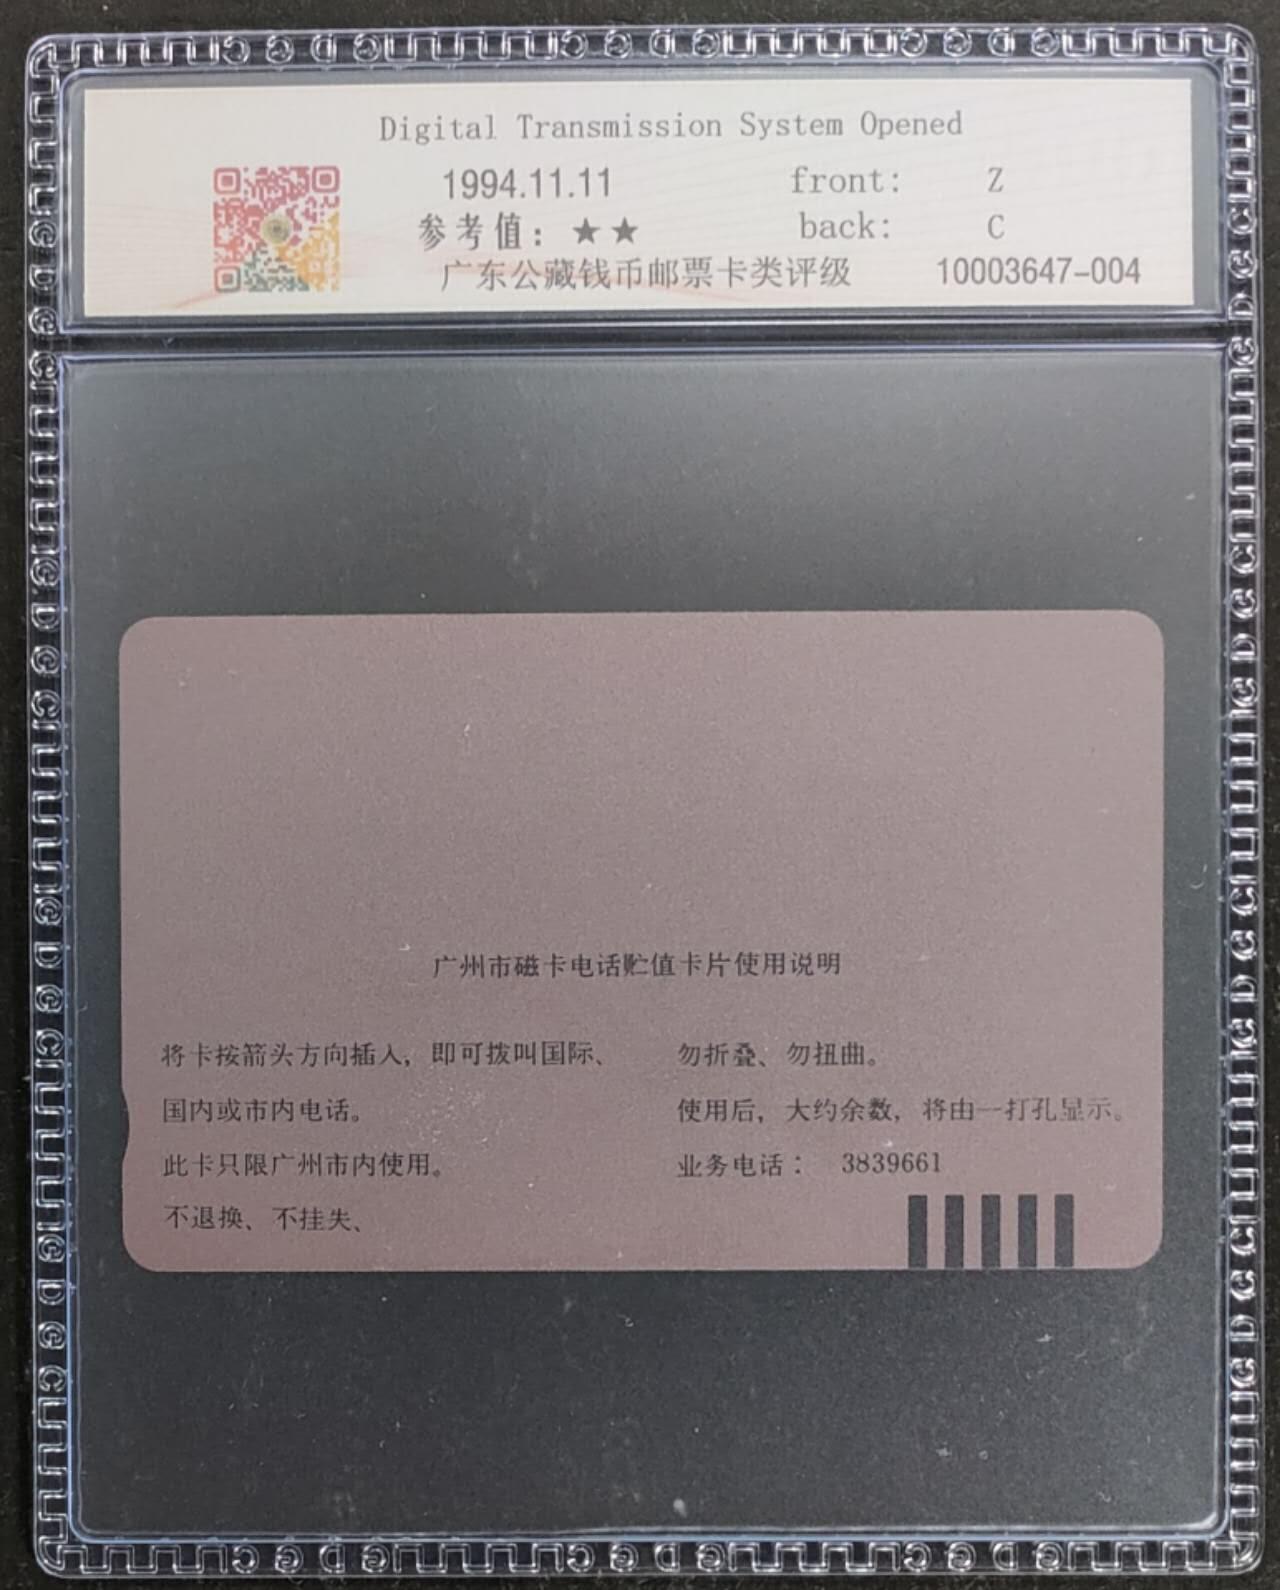 Digital Transmission System Opened
1994.11.11 front: Z
参考值：★★ back: C
广东公藏钱币邮票卡类评级 10003647-004
广州市磁卡电话贮值卡片使用说明
将卡按箭头方向插入，即可拨叫国际、
国内或市内电话。
此卡只限广州市内使用。
不退换、不挂失、
勿折叠、勿扭曲。
使用后，大约余数，将由一打孔显示。
业务电话： 3839661